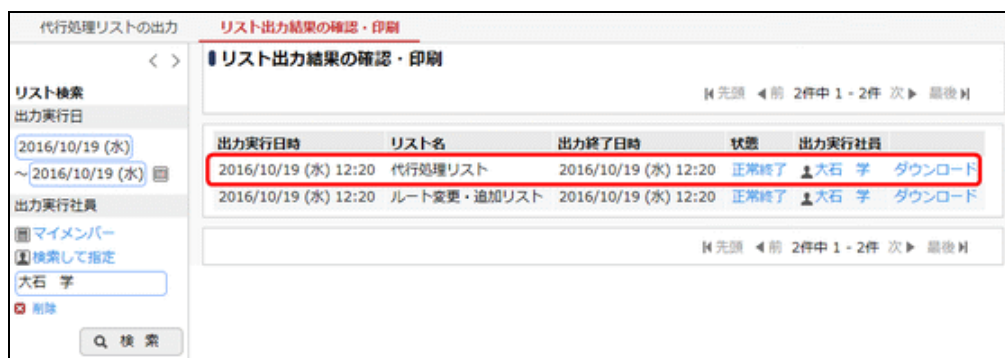 代行処理リストの出力 リスト出力結果の確認・印刷
< >
リスト検索
出力実行日
2016/10/19 (水)
～2016/10/19 (水)
出力実行社員
マイメンバー
検索して指定
大石 学
削除
検 索
リスト出力結果の確認・印刷
先頭 前 2件中 1 - 2件 次 最後
出力実行日時 リスト名 出力終了日時 状態 出力実行社員
2016/10/19 (水) 12:20 代行処理リスト 2016/10/19 (水) 12:20 正常終了 大石 学 ダウンロード
2016/10/19 (水) 12:20 ルート変更・追加リスト 2016/10/19 (水) 12:20 正常終了 大石 学 ダウンロード
先頭 前 2件中 1 - 2件 次 最後